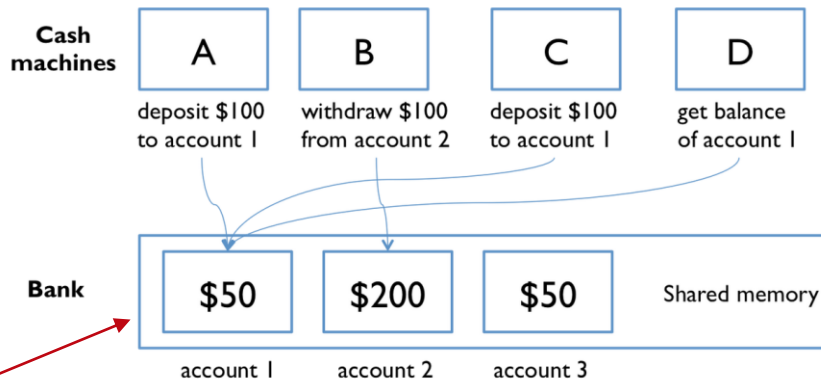 Cash
machines
A
B
C
D
deposit $100
to account 1
withdraw $100
from account 2
deposit $100
to account 1
get balance
of account 1
Bank
$50
$200
$50
Shared memory
account 1
account 2
account 3